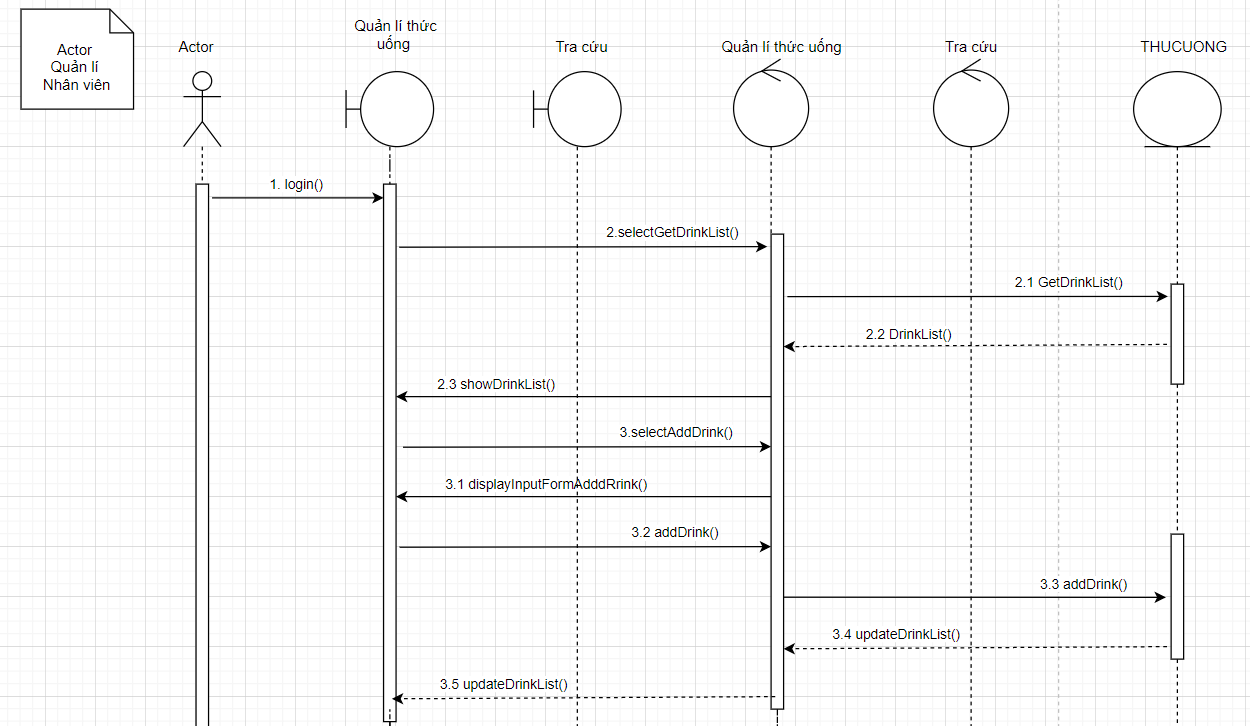 Actor
Quản lí
Nhân viên
Actor
Quản lí thức
uống
Tra cứu
Quản lí thức uống
Tra cứu
THUCUONG
1. login()
2.selectGetDrinkList()
2.1 GetDrinkList()
2.2 DrinkList()
2.3 showDrinkList()
3.selectAddDrink()
3.1 displayInputFormAdddRrink()
3.2 addDrink()
3.3 addDrink()
3.4 updateDrinkList()
3.5 updateDrinkList()